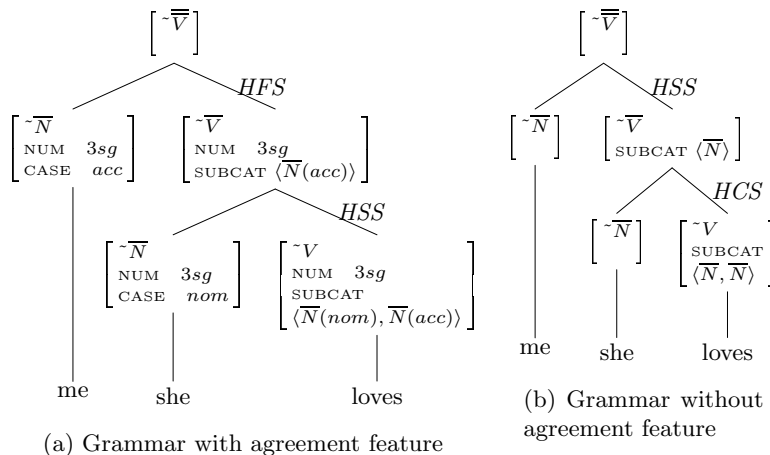 [ ~V̿ ]
HFS
[ ~N̅
NUM 3sg
CASE acc ]
[ ~V̅
NUM 3sg
SUBCAT ⟨N̅(acc)⟩ ]
HSS
[ ~N̅
NUM 3sg
CASE nom ]
[ ~V
NUM 3sg
SUBCAT
⟨N̅(nom), N̅(acc)⟩ ]
me
she
loves
(a) Grammar with agreement feature
[ ~V̿ ]
HSS
[ ~N̅ ]
[ ~V̅
SUBCAT ⟨N̅⟩ ]
HCS
[ ~N̅ ]
[ ~V
SUBCAT
⟨N̅, N̅⟩ ]
me
she
loves
(b) Grammar without
agreement feature